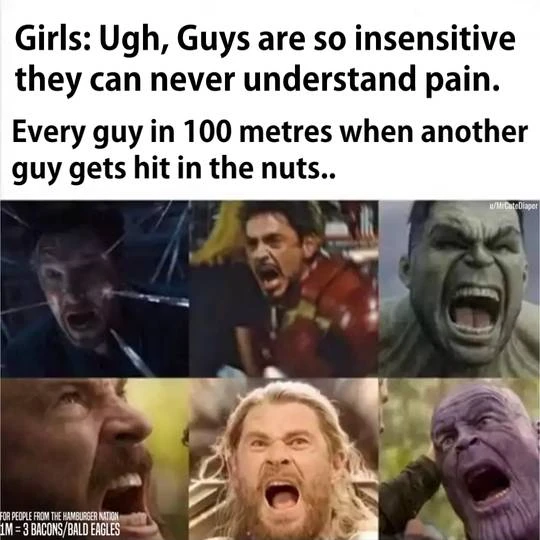 Girls: Ugh, Guys are so insensitive
they can never understand pain.
Every guy in 100 metres when another
guy gets hit in the nuts..
u/MrCuteDiaper
FOR PEOPLE FROM THE HAMBURGER NATION
1M = 3 BACONS/BALD EAGLES